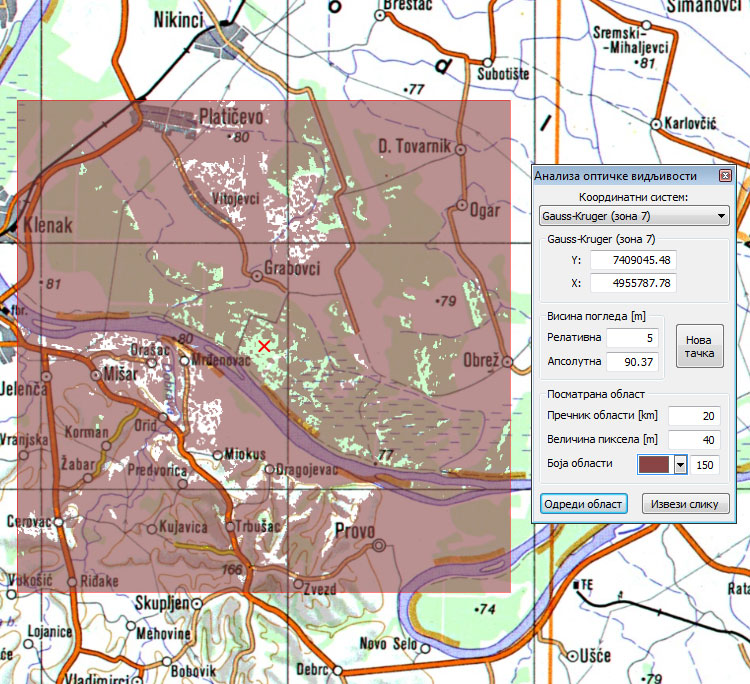 Brestač
Simanovci
Nikinci
o
Sremski-
-Mihaljevci
81
d
Subotište
77
Platičevo
80
Karlovčić
D. Tovarnik
Анализа оптичке видљивости
Координатни систем:
Gauss-Kruger (зона 7)
Vitojevci
Klenak
Ogar
Gauss-Kruger (зона 7)
Y: 7409045.48
X: 4955787.78
Grabovci
81
79
Висина погледа [m]
Релативна 5
Апсолутна 90.37
Нова
тачка
80
Orašac
Mrđenovac
Obrež
Mišar
Jelenča
Посматрана област
Пречник области [km] 20
Величина пиксела [m] 40
Боја области 150
Одреди област
Извези слику
Orid
Korman
Vranjska
Žabar
Predvorica
Miokus
Dragojevac
77
Cerovac
Kujavica
Trbušac
Provo
166
Vukošić
Riđake
Zvezd
Skupljen
74
TE
Rata
Lojanice
Mehovine
Novo Selo
Ušće
Bobovik
Debrc
Vladimirci
79